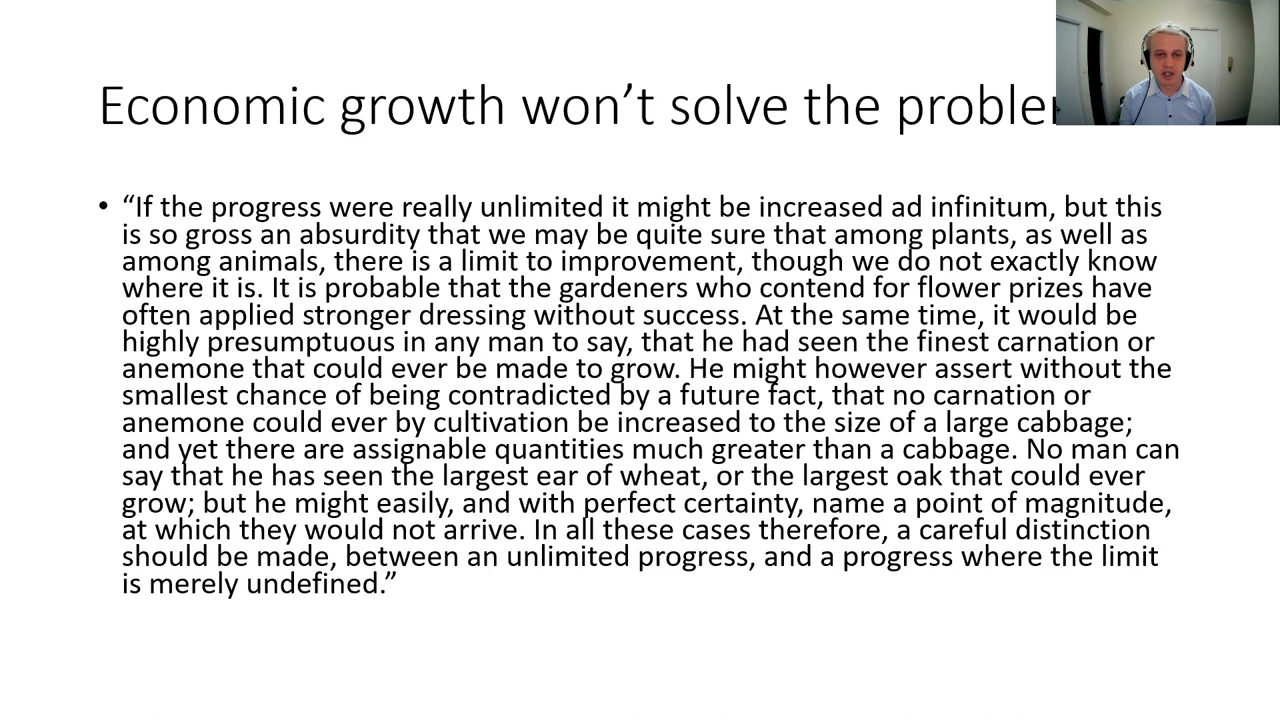 Economic growth won’t solve the
• “If the progress were really unlimited it might be increased ad infinitum, but this
is so gross an absurdity that we may be quite sure that among plants, as well as
among animals, there is a limit to improvement, though we do not exactly know
where it is. It is probable that the gardeners who contend for flower prizes have
often applied stronger dressing without success. At the same time, it would be
highly presumptuous in any man to say, that he had seen the finest carnation or
anemone that could ever be made to grow. He might however assert without the
smallest chance of being contradicted by a future fact, that no carnation or
anemone could ever by cultivation be increased to the size of a large cabbage;
and yet there are assignable quantities much greater than a cabbage. No man can
say that he has seen the largest ear of wheat, or the largest oak that could ever
grow; but he might easily, and with perfect certainty, name a point of magnitude,
at which they would not arrive. In all these cases therefore, a careful distinction
should be made, between an unlimited progress, and a progress where the limit
is merely undefined.”